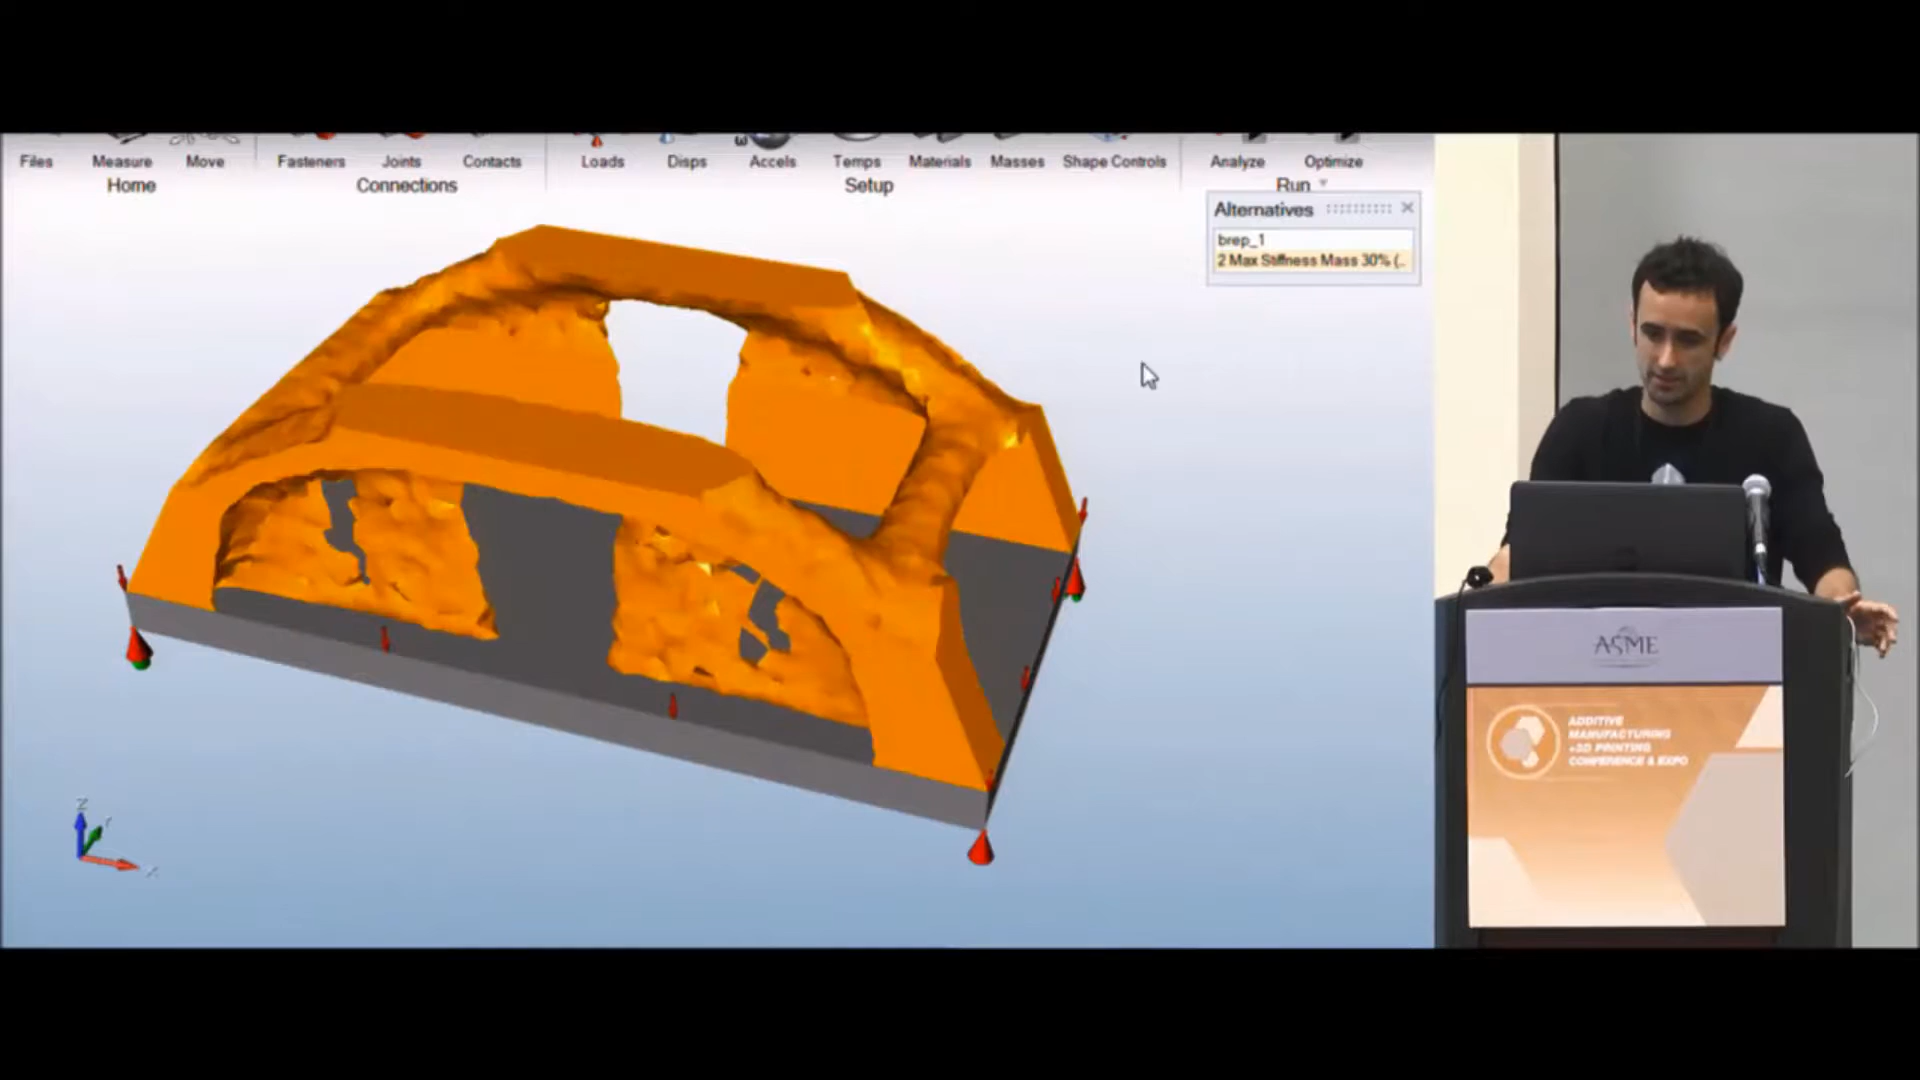 Files Measure Move Fasteners Joints Contacts Loads Disps Accels Temps Materials Masses Shape Controls Analyze Optimize
Home Connections Setup Run
Alternatives
brep_1
2 Max Stiffness Mass 30% (..
Z
X
ASME
ADDITIVE
MANUFACTURING
+3D PRINTING
CONFERENCE & EXPO